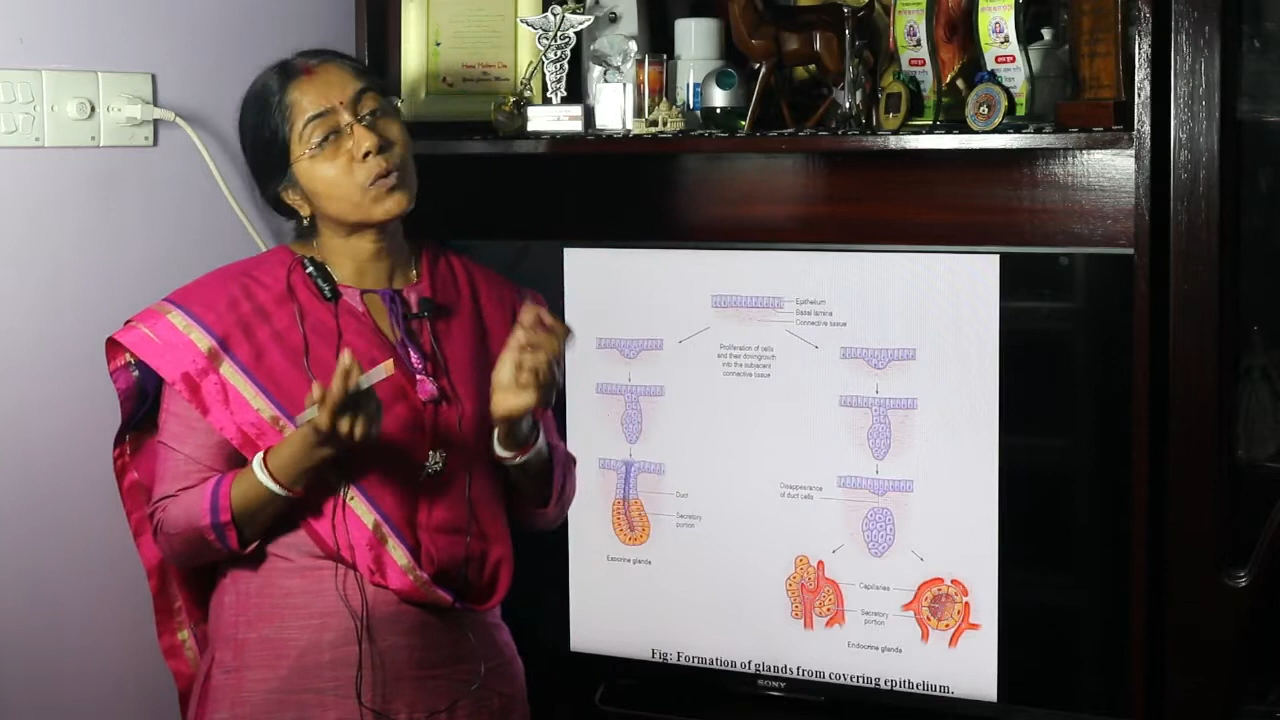 Epithelium
Basal lamina
Connective tissue
Proliferation of cells
and their downgrowth
into the subjacent
connective tissue
Duct
Secretory
portion
Exocrine glands
Disappearance
of duct cells
Capillaries
Secretory
portion
Endocrine glands
Fig: Formation of glands from covering epithelium.
SONY